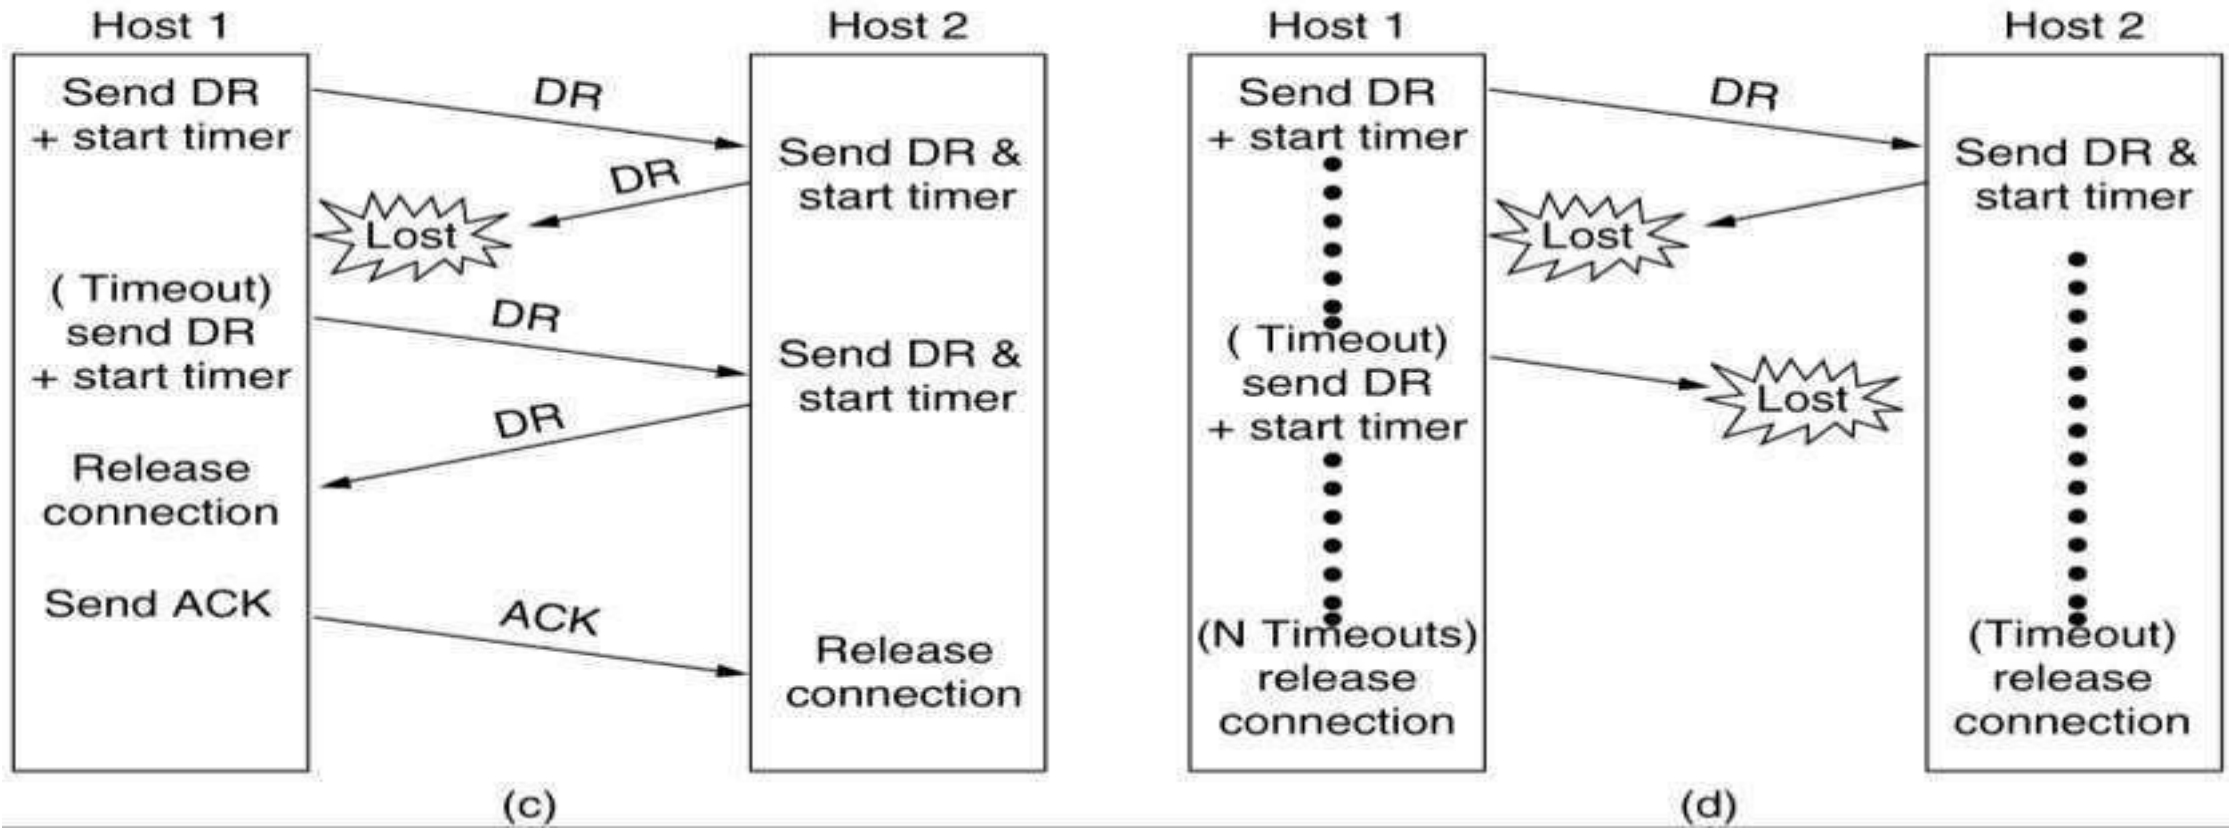 Host 1
Host 2
Send DR
+ start timer
DR
Send DR &
start timer
DR
Lost
( Timeout)
send DR
+ start timer
DR
Send DR &
start timer
DR
Release
connection
Send ACK
ACK
Release
connection
(c)
Host 1
Host 2
Send DR
+ start timer
DR
Send DR &
start timer
Lost
( Timeout)
send DR
+ start timer
Lost
(N Timeouts)
release
connection
(Timeout)
release
connection
(d)